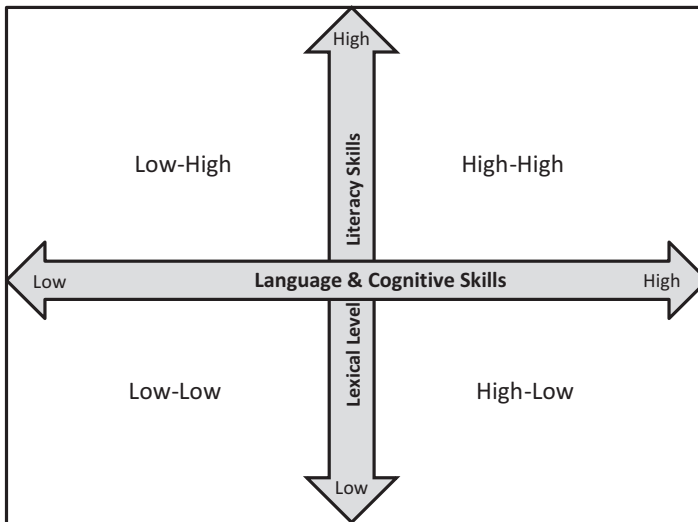 High
Low-High
High-High
Literacy Skills
Low
Language & Cognitive Skills
High
Lexical Level
Low-Low
High-Low
Low